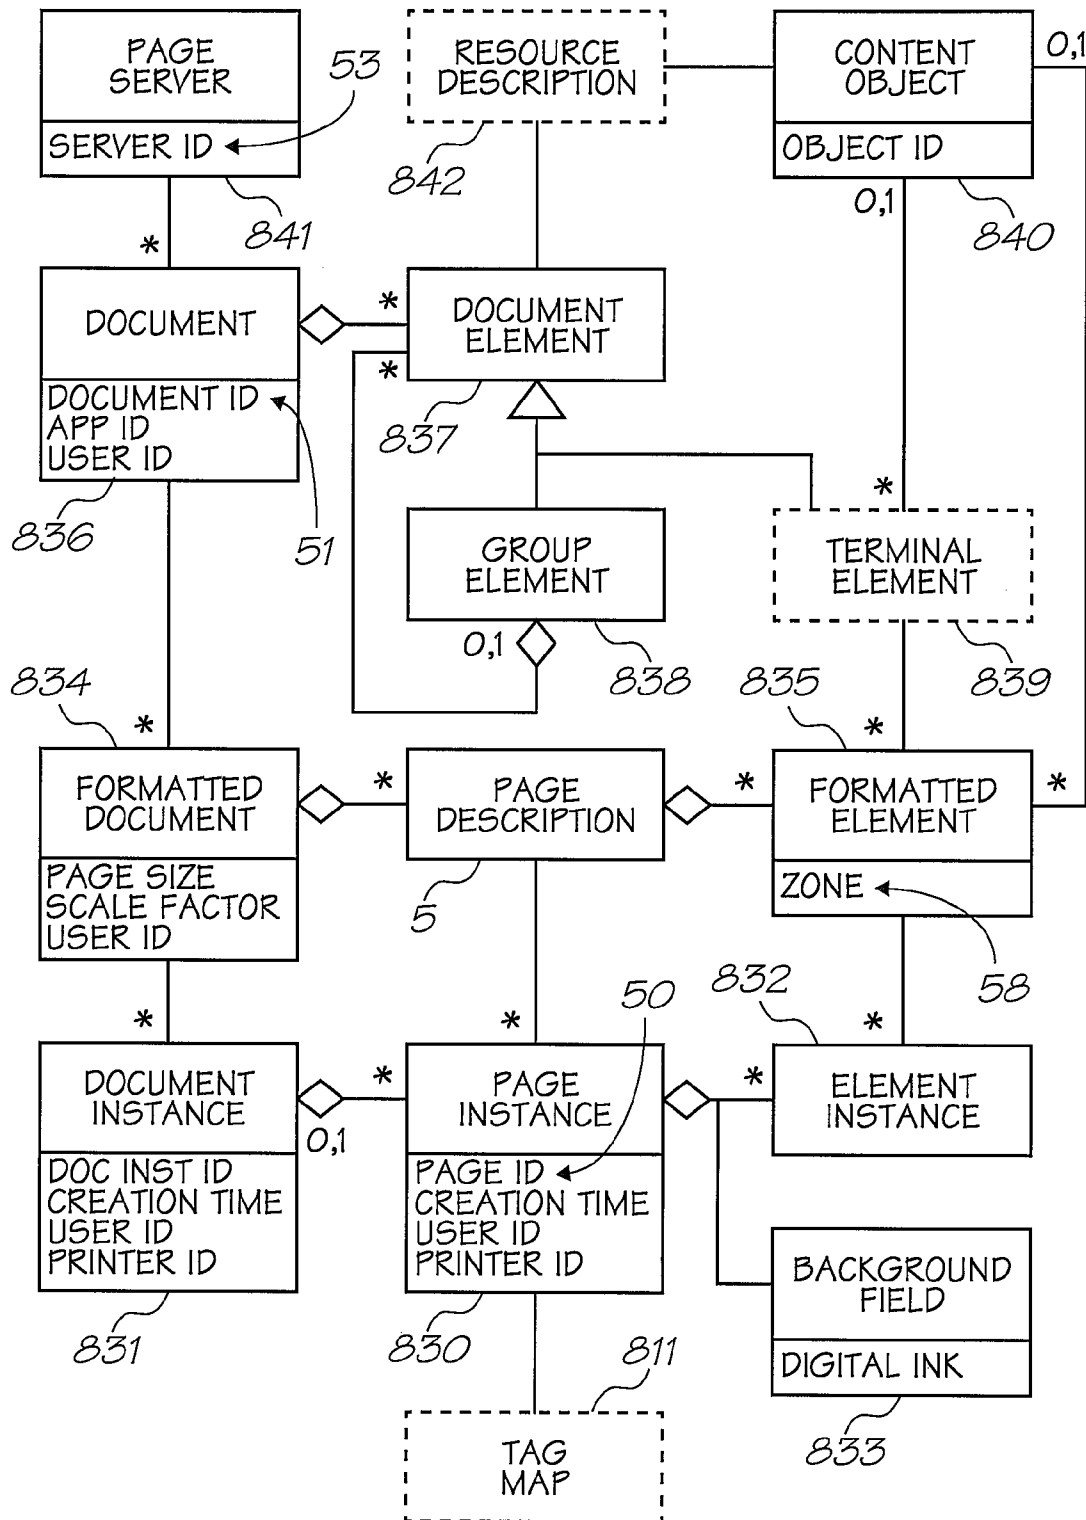 PAGE
SERVER
SERVER ID
53
841
RESOURCE
DESCRIPTION
842
CONTENT
OBJECT
OBJECT ID
0,1
0,1
840
*
DOCUMENT
DOCUMENT ID
APP ID
USER ID
836
51
*
*
DOCUMENT
ELEMENT
837
GROUP
ELEMENT
0,1
838
*
TERMINAL
ELEMENT
839
834
*
FORMATTED
DOCUMENT
PAGE SIZE
SCALE FACTOR
USER ID
*
PAGE
DESCRIPTION
5
835
*
*
*
FORMATTED
ELEMENT
ZONE
58
*
DOCUMENT
INSTANCE
0,1
DOC INST ID
CREATION TIME
USER ID
PRINTER ID
831
*
*
50
PAGE
INSTANCE
PAGE ID
CREATION TIME
USER ID
PRINTER ID
830
832
*
*
ELEMENT
INSTANCE
BACKGROUND
FIELD
DIGITAL INK
833
811
TAG
MAP